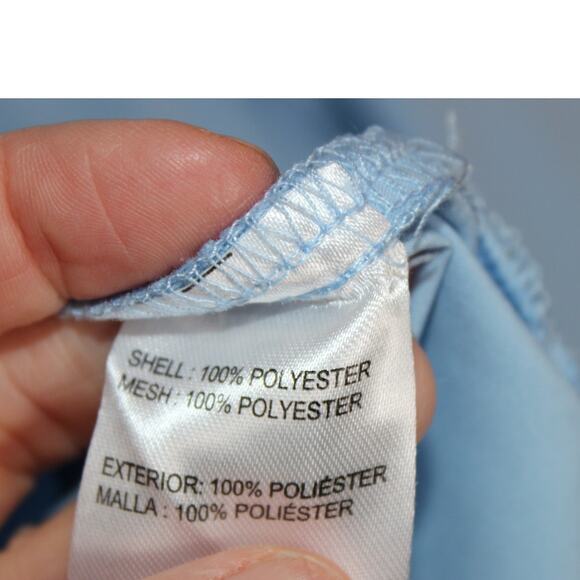 SHELL : 100% POLYESTER
MESH : 100% POLYESTER
EXTERIOR: 100% POLIÉSTER
MALLA : 100% POLIÉSTER